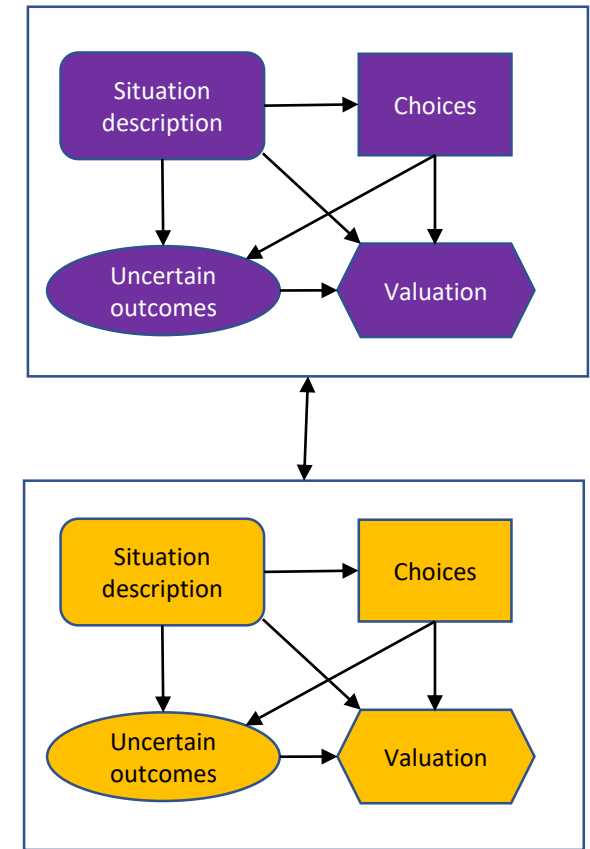 Situation
description
Choices
Uncertain
outcomes
Valuation
Situation
description
Choices
Uncertain
outcomes
Valuation